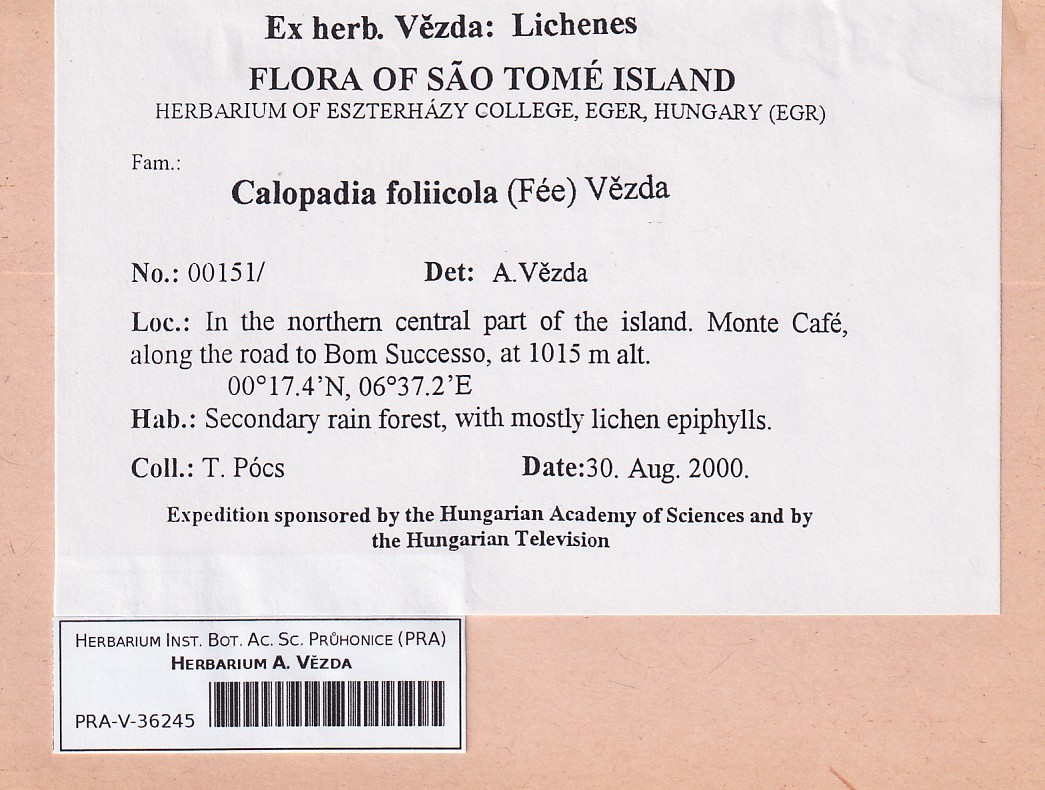 Ex herb. Vězda: Lichenes
FLORA OF SÃO TOMÉ ISLAND
HERBARIUM OF ESZTERHÁZY COLLEGE, EGER, HUNGARY (EGR)
Fam.:
Calopadia foliicola (Fée) Vězda
No.: 00151/ Det: A.Vězda
Loc.: In the northern central part of the island. Monte Café,
along the road to Bom Successo, at 1015 m alt.
00°17.4’N, 06°37.2’E
Hab.: Secondary rain forest, with mostly lichen epiphylls.
Coll.: T. Pócs Date:30. Aug. 2000.
Expedition sponsored by the Hungarian Academy of Sciences and by
the Hungarian Television
HERBARIUM INST. BOT. AC. SC. PRŮHONICE (PRA)
HERBARIUM A. VĚZDA
PRA-V-36245